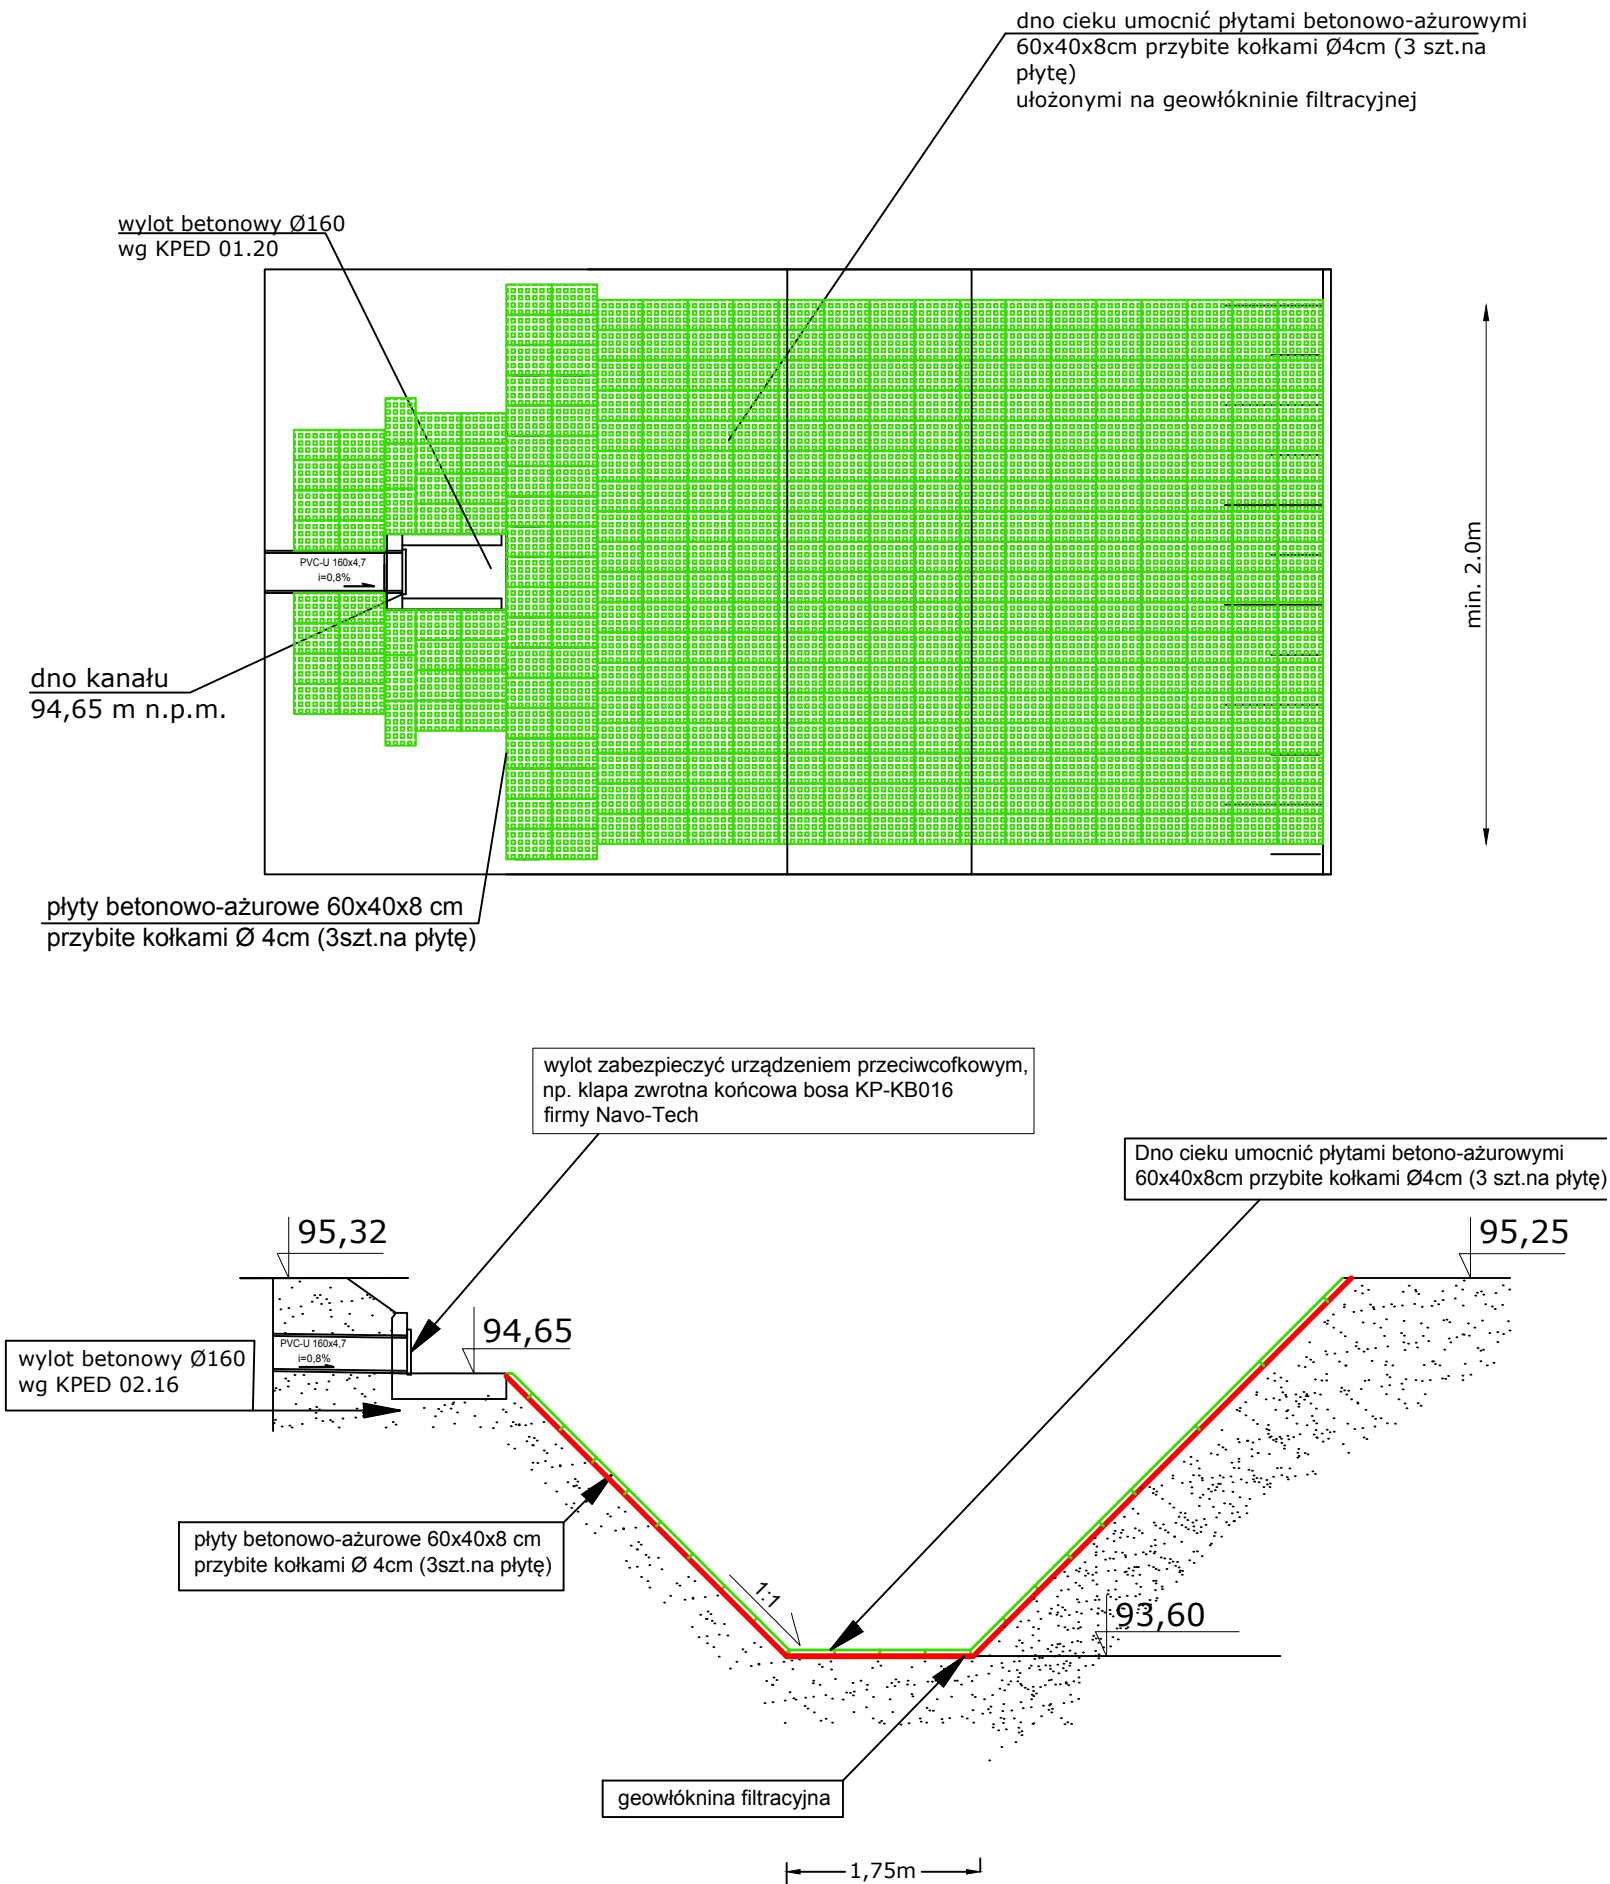 dno cieku umocnić płytami betonowo-ażurowymi
60x40x8cm przybite kołkami Ø4cm (3 szt.na
płytę)
ułożonymi na geowłókninie filtracyjnej
wylot betonowy Ø160
wg KPED 01.20
PVC-U 160x4,7
i=0,8%
min. 2.0m
dno kanału
94,65 m n.p.m.
płyty betonowo-ażurowe 60x40x8 cm
przybite kołkami Ø 4cm (3szt.na płytę)
wylot zabezpieczyć urządzeniem przeciwcofkowym,
np. klapa zwrotna końcowa bosa KP-KB016
firmy Navo-Tech
Dno cieku umocnić płytami betono-ażurowymi
60x40x8cm przybite kołkami Ø4cm (3 szt.na płytę)
95,32
95,25
94,65
PVC-U 160x4,7
i=0,8%
wylot betonowy Ø160
wg KPED 02.16
płyty betonowo-ażurowe 60x40x8 cm
przybite kołkami Ø 4cm (3szt.na płytę)
1:1
93,60
geowłóknina filtracyjna
1,75m